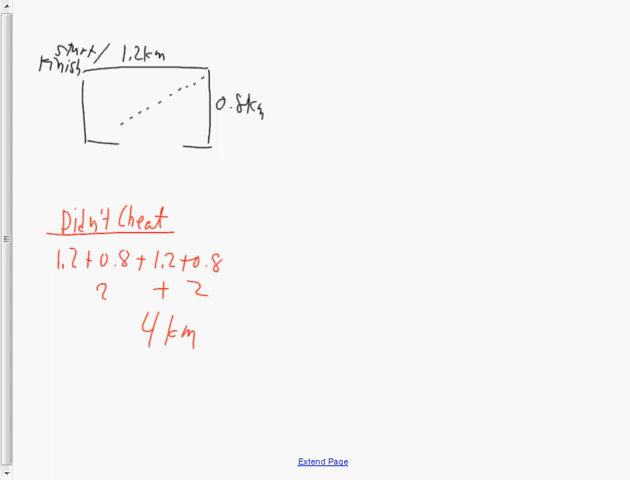 Start/ 1.2km
Finish
0.8km
Didn't Cheat
1.2+0.8+1.2+0.8
2 + 2
4km
Extend Page